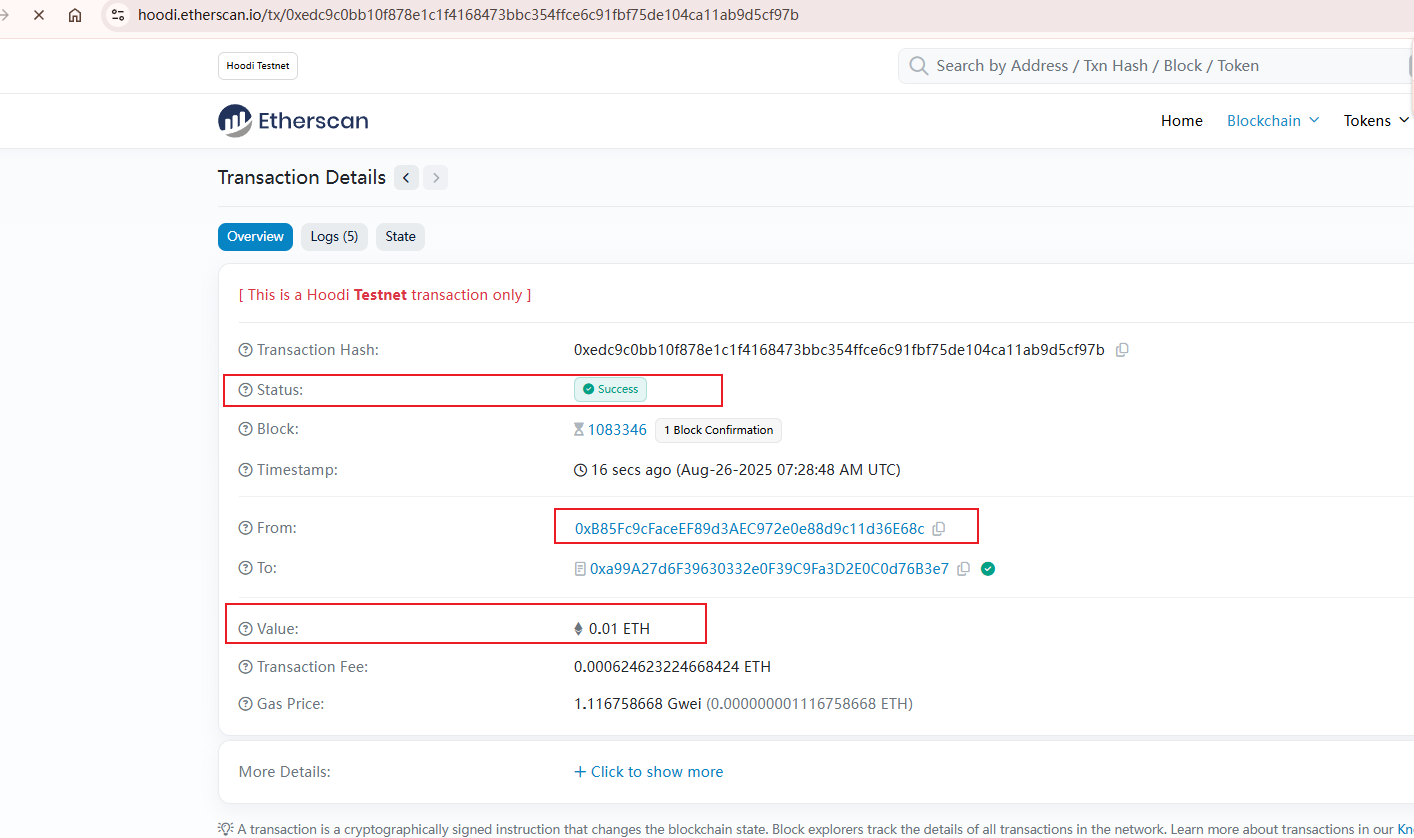 hoodi.etherscan.io/tx/0xedc9c0bb10f878e1c1f4168473bbc354ffce6c91fbf75de104ca11ab9d5cf97b
Hoodi Testnet
Search by Address / Txn Hash / Block / Token
Etherscan
Home Blockchain Tokens
Transaction Details
Overview Logs (5) State
[ This is a Hoodi Testnet transaction only ]
Transaction Hash: 0xedc9c0bb10f878e1c1f4168473bbc354ffce6c91fbf75de104ca11ab9d5cf97b
Status: Success
Block: 1083346 1 Block Confirmation
Timestamp: 16 secs ago (Aug-26-2025 07:28:48 AM UTC)
From: 0xB85Fc9cFaceEF89d3AEC972e0e88d9c11d36E68c
To: 0xa99A27d6F39630332e0F39C9Fa3D2E0C0d76B3e7
Value: 0.01 ETH
Transaction Fee: 0.000624623224668424 ETH
Gas Price: 1.116758668 Gwei (0.000000001116758668 ETH)
More Details: + Click to show more
A transaction is a cryptographically signed instruction that changes the blockchain state. Block explorers track the details of all transactions in the network. Learn more about transactions in our Kn